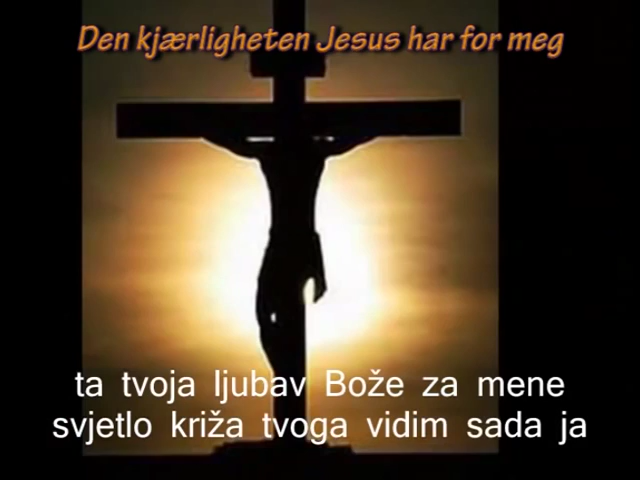 Den kjærligheten Jesus har for meg
ta tvoja ljubav Bože za mene
svjetlo križa tvoga vidim sada ja